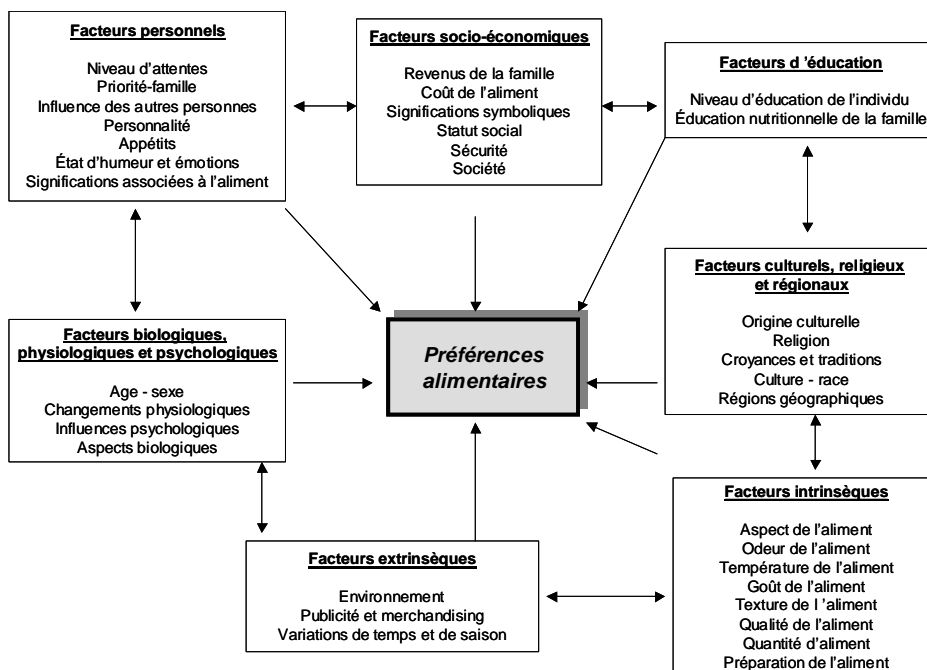 Facteurs personnels
Niveau d'attentes
Priorité-famille
Influence des autres personnes
Personnalité
Appétits
État d'humeur et émotions
Significations associées à l'aliment
Facteurs socio-économiques
Revenus de la famille
Coût de l'aliment
Significations symboliques
Statut social
Sécurité
Société
Facteurs d 'éducation
Niveau d'éducation de l'individu
Éducation nutritionnelle de la famille
Facteurs biologiques,
physiologiques et psychologiques
Age - sexe
Changements physiologiques
Influences psychologiques
Aspects biologiques
Préférences
alimentaires
Facteurs culturels, religieux
et régionaux
Origine culturelle
Religion
Croyances et traditions
Culture - race
Régions géographiques
Facteurs extrinsèques
Environnement
Publicité et merchandising
Variations de temps et de saison
Facteurs intrinsèques
Aspect de l'aliment
Odeur de l'aliment
Température de l'aliment
Goût de l'aliment
Texture de l 'aliment
Qualité de l'aliment
Quantité d'aliment
Préparation de l'aliment